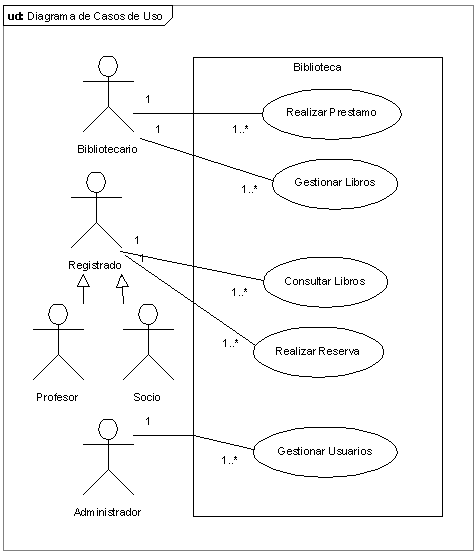 ud: Diagrama de Casos de Uso
Biblioteca
1
Realizar Prestamo
1..*
1
Bibliotecario
Gestionar Libros
1..*
1
1
Registrado
Consultar Libros
1..*
1..*
Realizar Reserva
Profesor
Socio
1
Gestionar Usuarios
1..*
Administrador